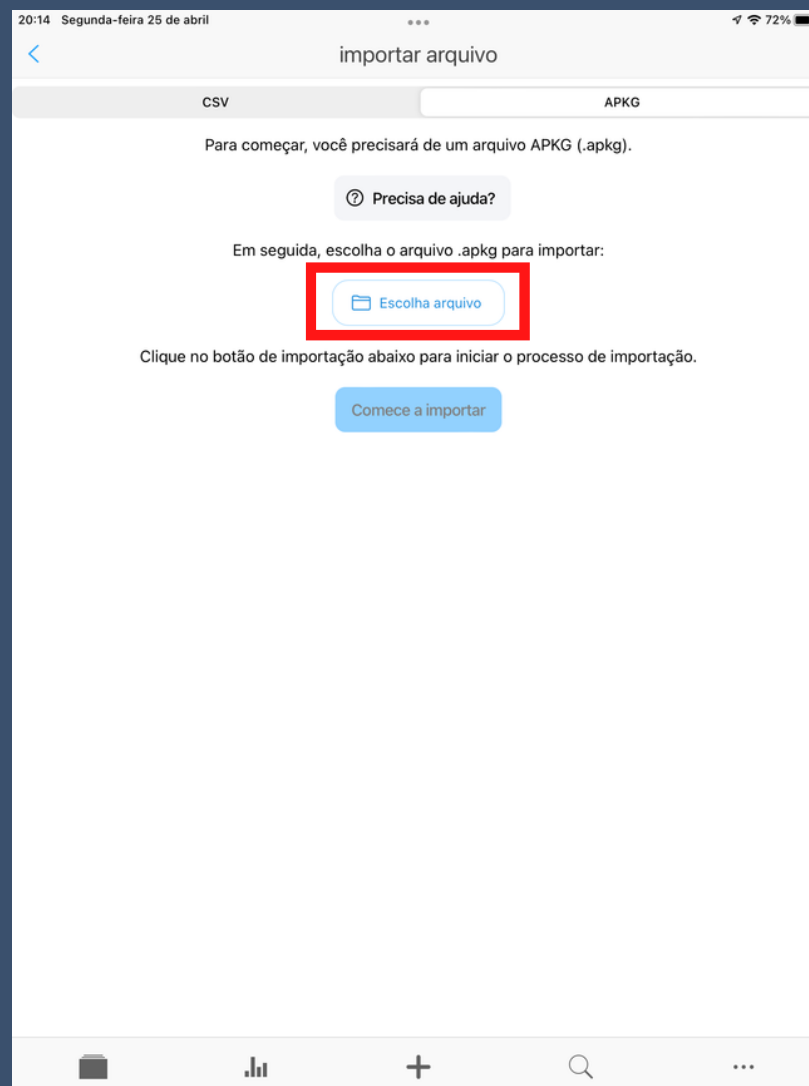 20:14 Segunda-feira 25 de abril
72%
importar arquivo
CSV
APKG
Para começar, você precisará de um arquivo APKG (.apkg).
Precisa de ajuda?
Em seguida, escolha o arquivo .apkg para importar:
Escolha arquivo
Clique no botão de importação abaixo para iniciar o processo de importação.
Comece a importar